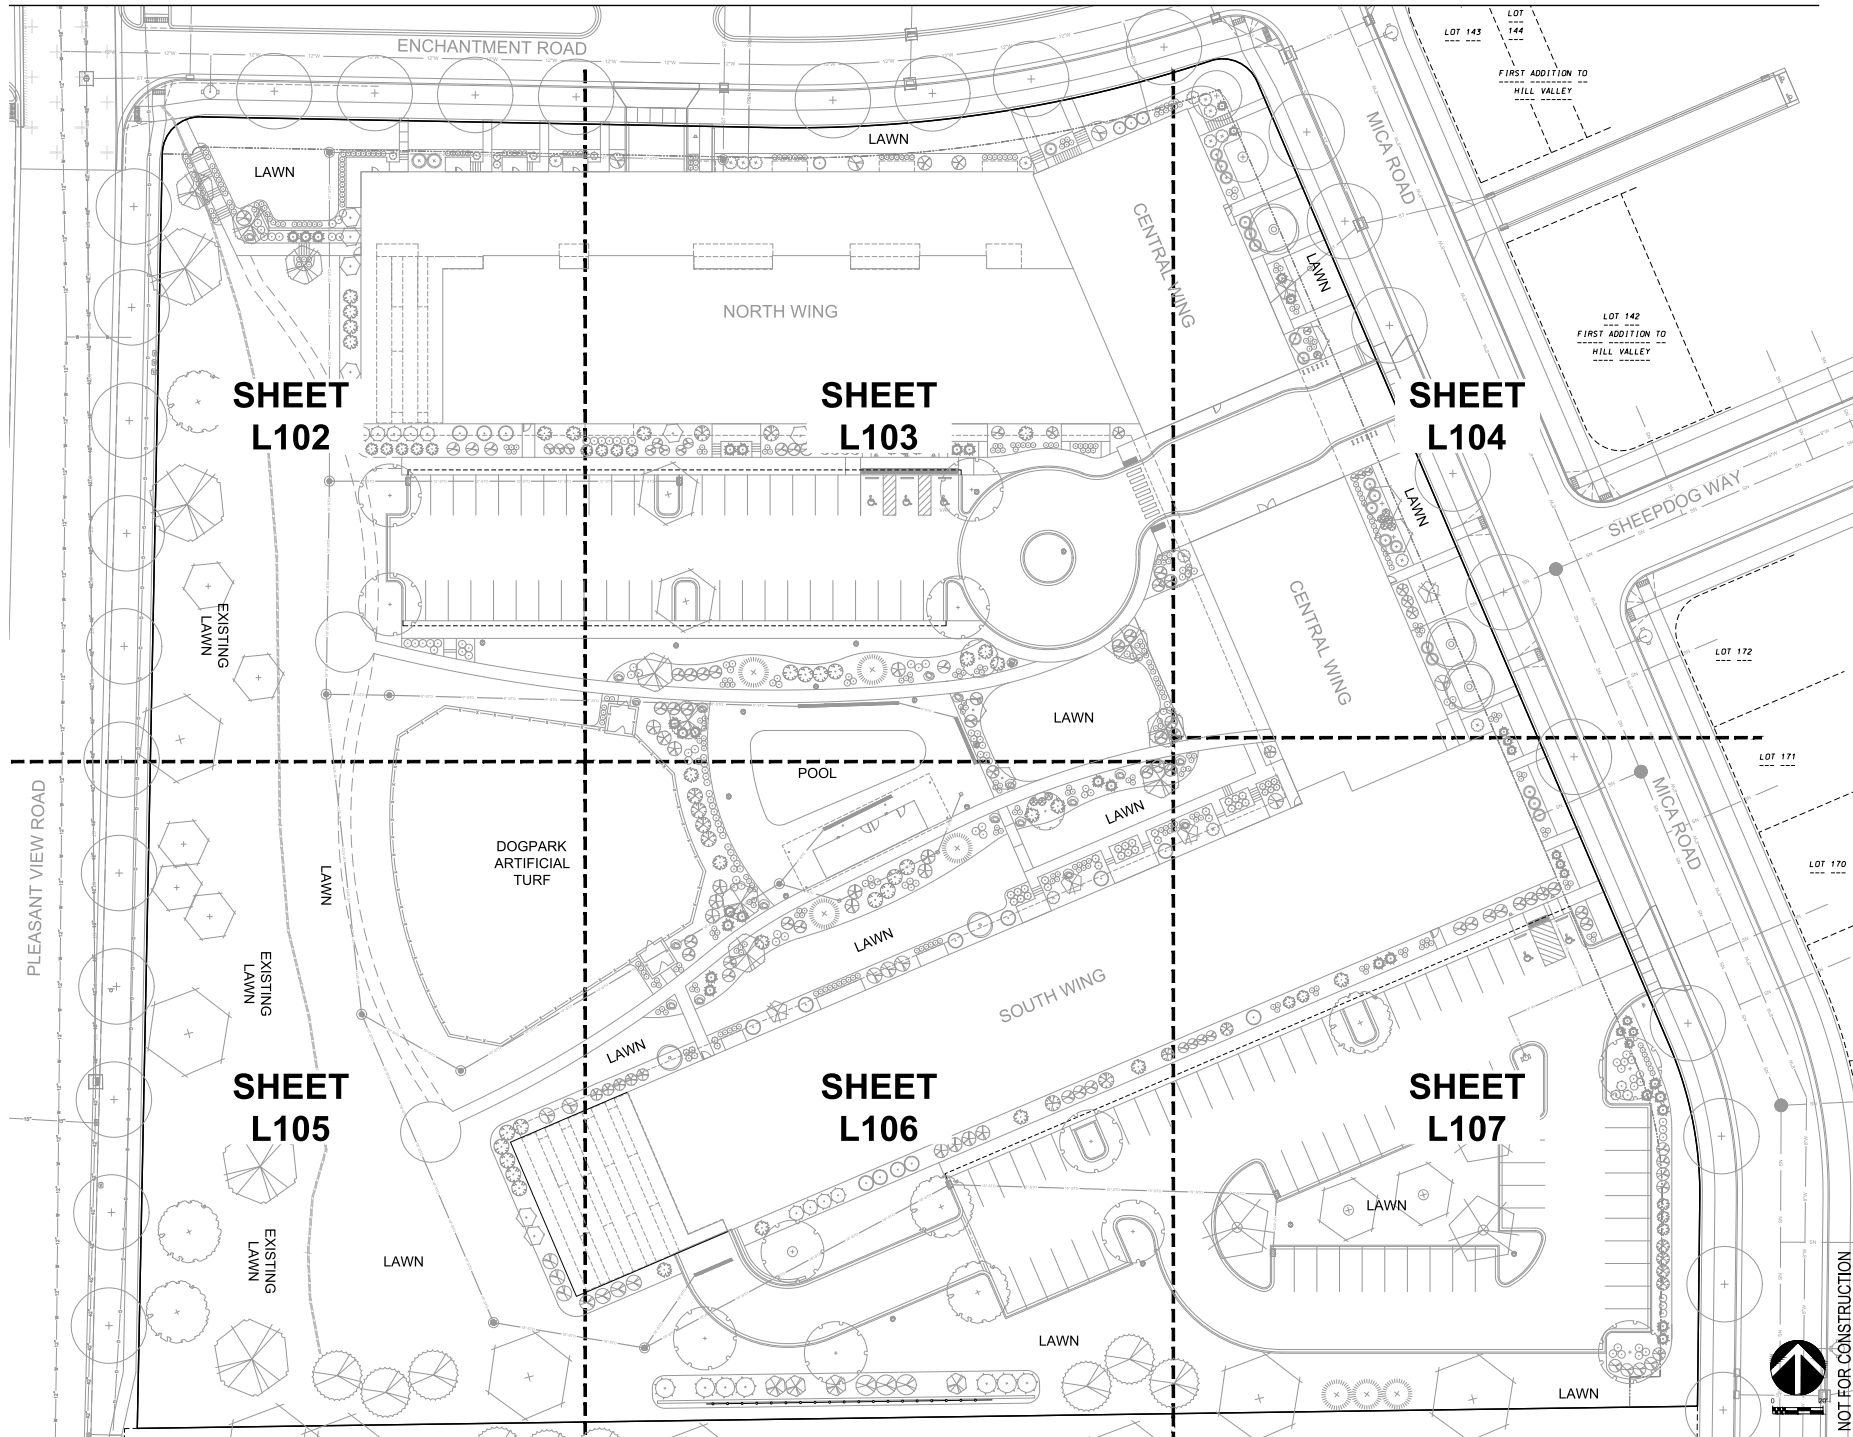 ENCHANTMENT ROAD
LOT 143
LOT
144
FIRST ADDITION TO
HILL VALLEY
MICA ROAD
LAWN
LAWN
CENTRAL WING
LAWN
NORTH WING
LOT 142
FIRST ADDITION TO
HILL VALLEY
SHEET
L102
SHEET
L103
SHEET
L104
LAWN
SHEEPDOG WAY
EXISTING
LAWN
CENTRAL WING
LOT 172
LAWN
LOT 171
POOL
PLEASANT VIEW ROAD
LAWN
MICA ROAD
DOGPARK
ARTIFICIAL
TURF
LAWN
LOT 170
LAWN
EXISTING
LAWN
SOUTH WING
LAWN
SHEET
L105
SHEET
L106
SHEET
L107
LAWN
EXISTING
LAWN
LAWN
LAWN
LAWN
NOT FOR CONSTRUCTION